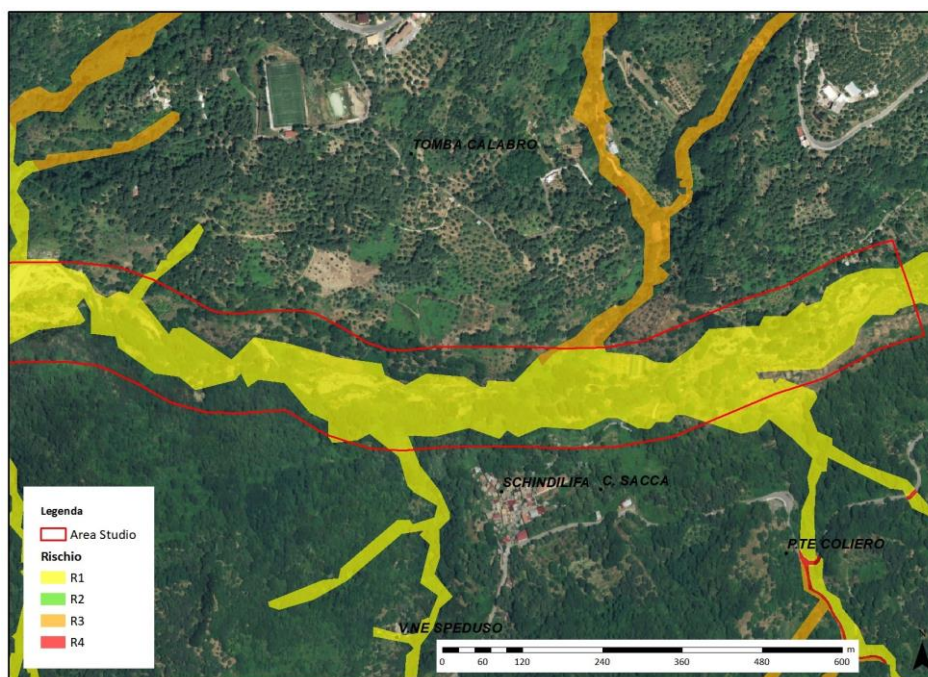 TOMBA CALABRO
SCHINDILIFA C. SACCÀ
P.TE COLIERO
V.NE SPEDUSO
Legenda
Area Studio
Rischio
R1
R2
R3
R4
m
0 60 120 240 360 480 600